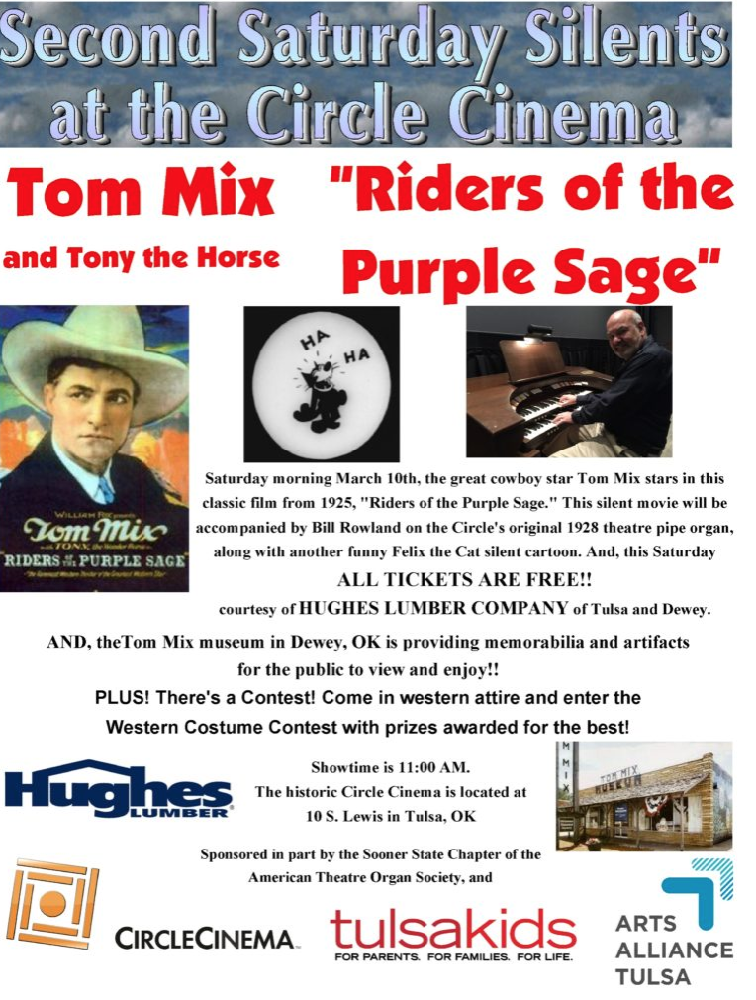 Second Saturday Silents
at the Circle Cinema
Tom Mix
and Tony the Horse
"Riders of the
Purple Sage"
WILLIAM FOX presents
Tom Mix
with TONY, the Wonder Horse
RIDERS OF THE PURPLE SAGE
HA
HA
Saturday morning March 10th, the great cowboy star Tom Mix stars in this
classic film from 1925, "Riders of the Purple Sage." This silent movie will be
accompanied by Bill Rowland on the Circle's original 1928 theatre pipe organ,
along with another funny Felix the Cat silent cartoon. And, this Saturday
ALL TICKETS ARE FREE!!
courtesy of HUGHES LUMBER COMPANY of Tulsa and Dewey.
AND, theTom Mix museum in Dewey, OK is providing memorabilia and artifacts
for the public to view and enjoy!!
PLUS! There's a Contest! Come in western attire and enter the
Western Costume Contest with prizes awarded for the best!
Hughes
LUMBER®
Showtime is 11:00 AM.
The historic Circle Cinema is located at
10 S. Lewis in Tulsa, OK
TOM MIX
MUSEUM
Sponsored in part by the Sooner State Chapter of the
American Theatre Organ Society, and
CIRCLECINEMA™
tulsakids
FOR PARENTS. FOR FAMILIES. FOR LIFE.
ARTS
ALLIANCE
TULSA